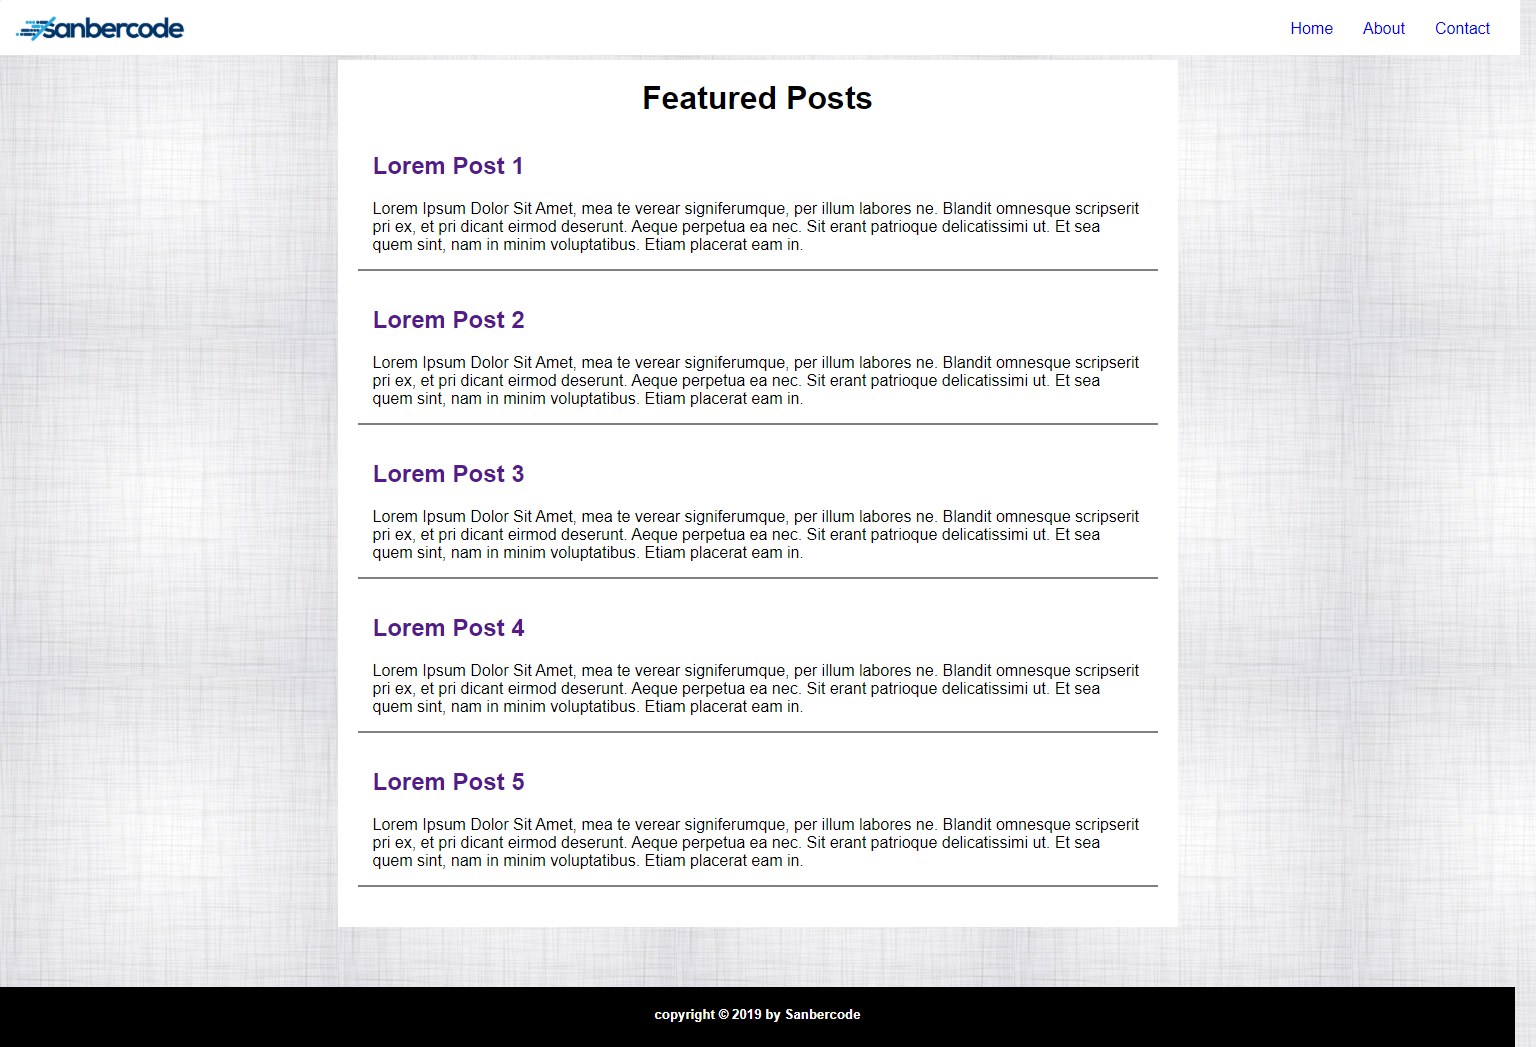 sanbercode
Home About Contact
Featured Posts
Lorem Post 1
Lorem Ipsum Dolor Sit Amet, mea te verear signiferumque, per illum labores ne. Blandit omnesque scripserit
pri ex, et pri dicant eirmod deserunt. Aeque perpetua ea nec. Sit erant patrioque delicatissimi ut. Et sea
quem sint, nam in minim voluptatibus. Etiam placerat eam in.
Lorem Post 2
Lorem Ipsum Dolor Sit Amet, mea te verear signiferumque, per illum labores ne. Blandit omnesque scripserit
pri ex, et pri dicant eirmod deserunt. Aeque perpetua ea nec. Sit erant patrioque delicatissimi ut. Et sea
quem sint, nam in minim voluptatibus. Etiam placerat eam in.
Lorem Post 3
Lorem Ipsum Dolor Sit Amet, mea te verear signiferumque, per illum labores ne. Blandit omnesque scripserit
pri ex, et pri dicant eirmod deserunt. Aeque perpetua ea nec. Sit erant patrioque delicatissimi ut. Et sea
quem sint, nam in minim voluptatibus. Etiam placerat eam in.
Lorem Post 4
Lorem Ipsum Dolor Sit Amet, mea te verear signiferumque, per illum labores ne. Blandit omnesque scripserit
pri ex, et pri dicant eirmod deserunt. Aeque perpetua ea nec. Sit erant patrioque delicatissimi ut. Et sea
quem sint, nam in minim voluptatibus. Etiam placerat eam in.
Lorem Post 5
Lorem Ipsum Dolor Sit Amet, mea te verear signiferumque, per illum labores ne. Blandit omnesque scripserit
pri ex, et pri dicant eirmod deserunt. Aeque perpetua ea nec. Sit erant patrioque delicatissimi ut. Et sea
quem sint, nam in minim voluptatibus. Etiam placerat eam in.
copyright © 2019 by Sanbercode